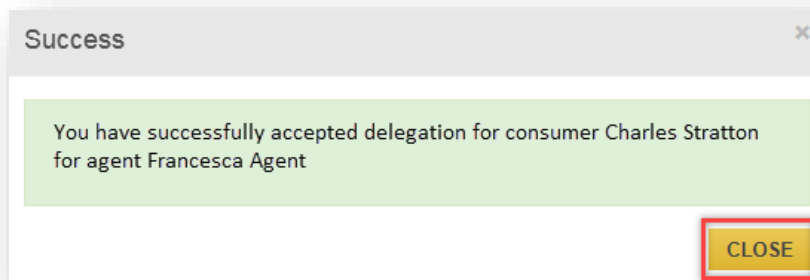 Success
×
You have successfully accepted delegation for consumer Charles Stratton
for agent Francesca Agent
CLOSE